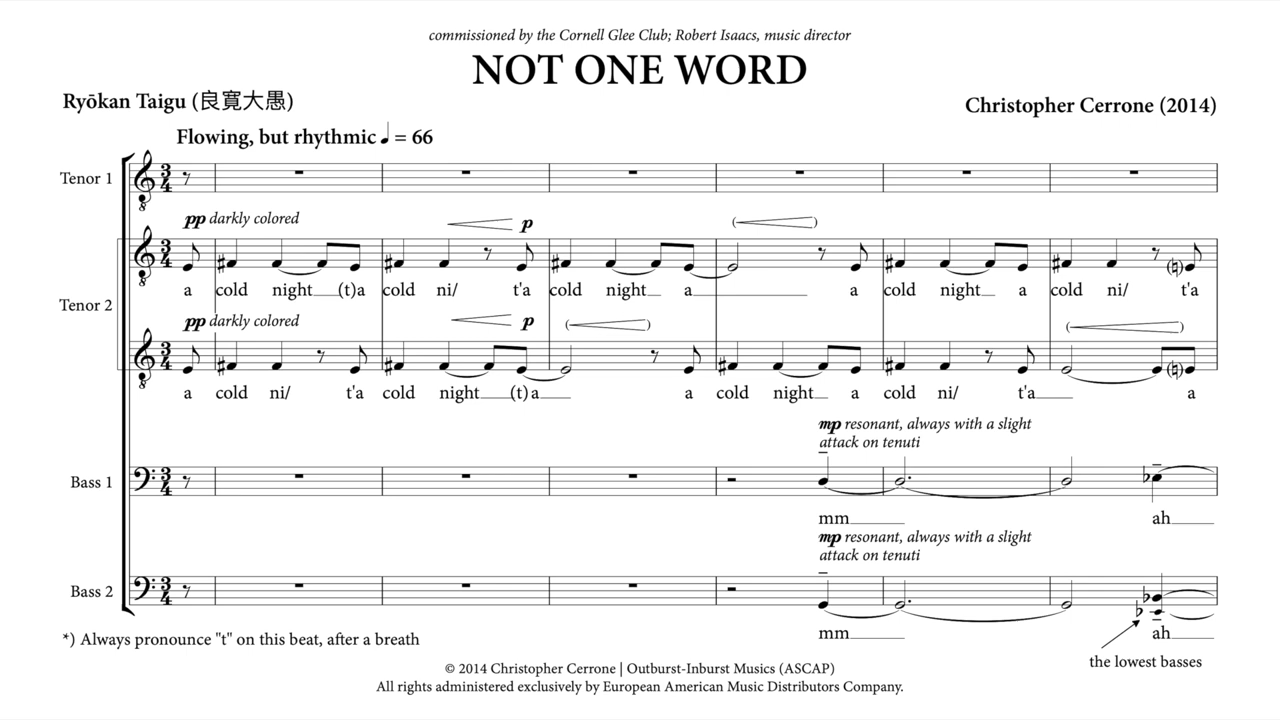 commissioned by the Cornell Glee Club; Robert Isaacs, music director
NOT ONE WORD
Ryōkan Taigu (良寛大愚)
Christopher Cerrone (2014)
Flowing, but rhythmic ♩ = 66
Tenor 1
pp darkly colored
p
a cold night (t)a cold ni/ t'a cold night a a cold night a cold ni/ t'a
Tenor 2
pp darkly colored
p
a cold ni/ t'a cold night (t)a a cold night a cold ni/ t'a a
mp resonant, always with a slight
attack on tenuti
Bass 1
mm ah
mp resonant, always with a slight
attack on tenuti
Bass 2
mm ah
*) Always pronounce "t" on this beat, after a breath
the lowest basses
© 2014 Christopher Cerrone | Outburst-Inburst Musics (ASCAP)
All rights administered exclusively by European American Music Distributors Company.